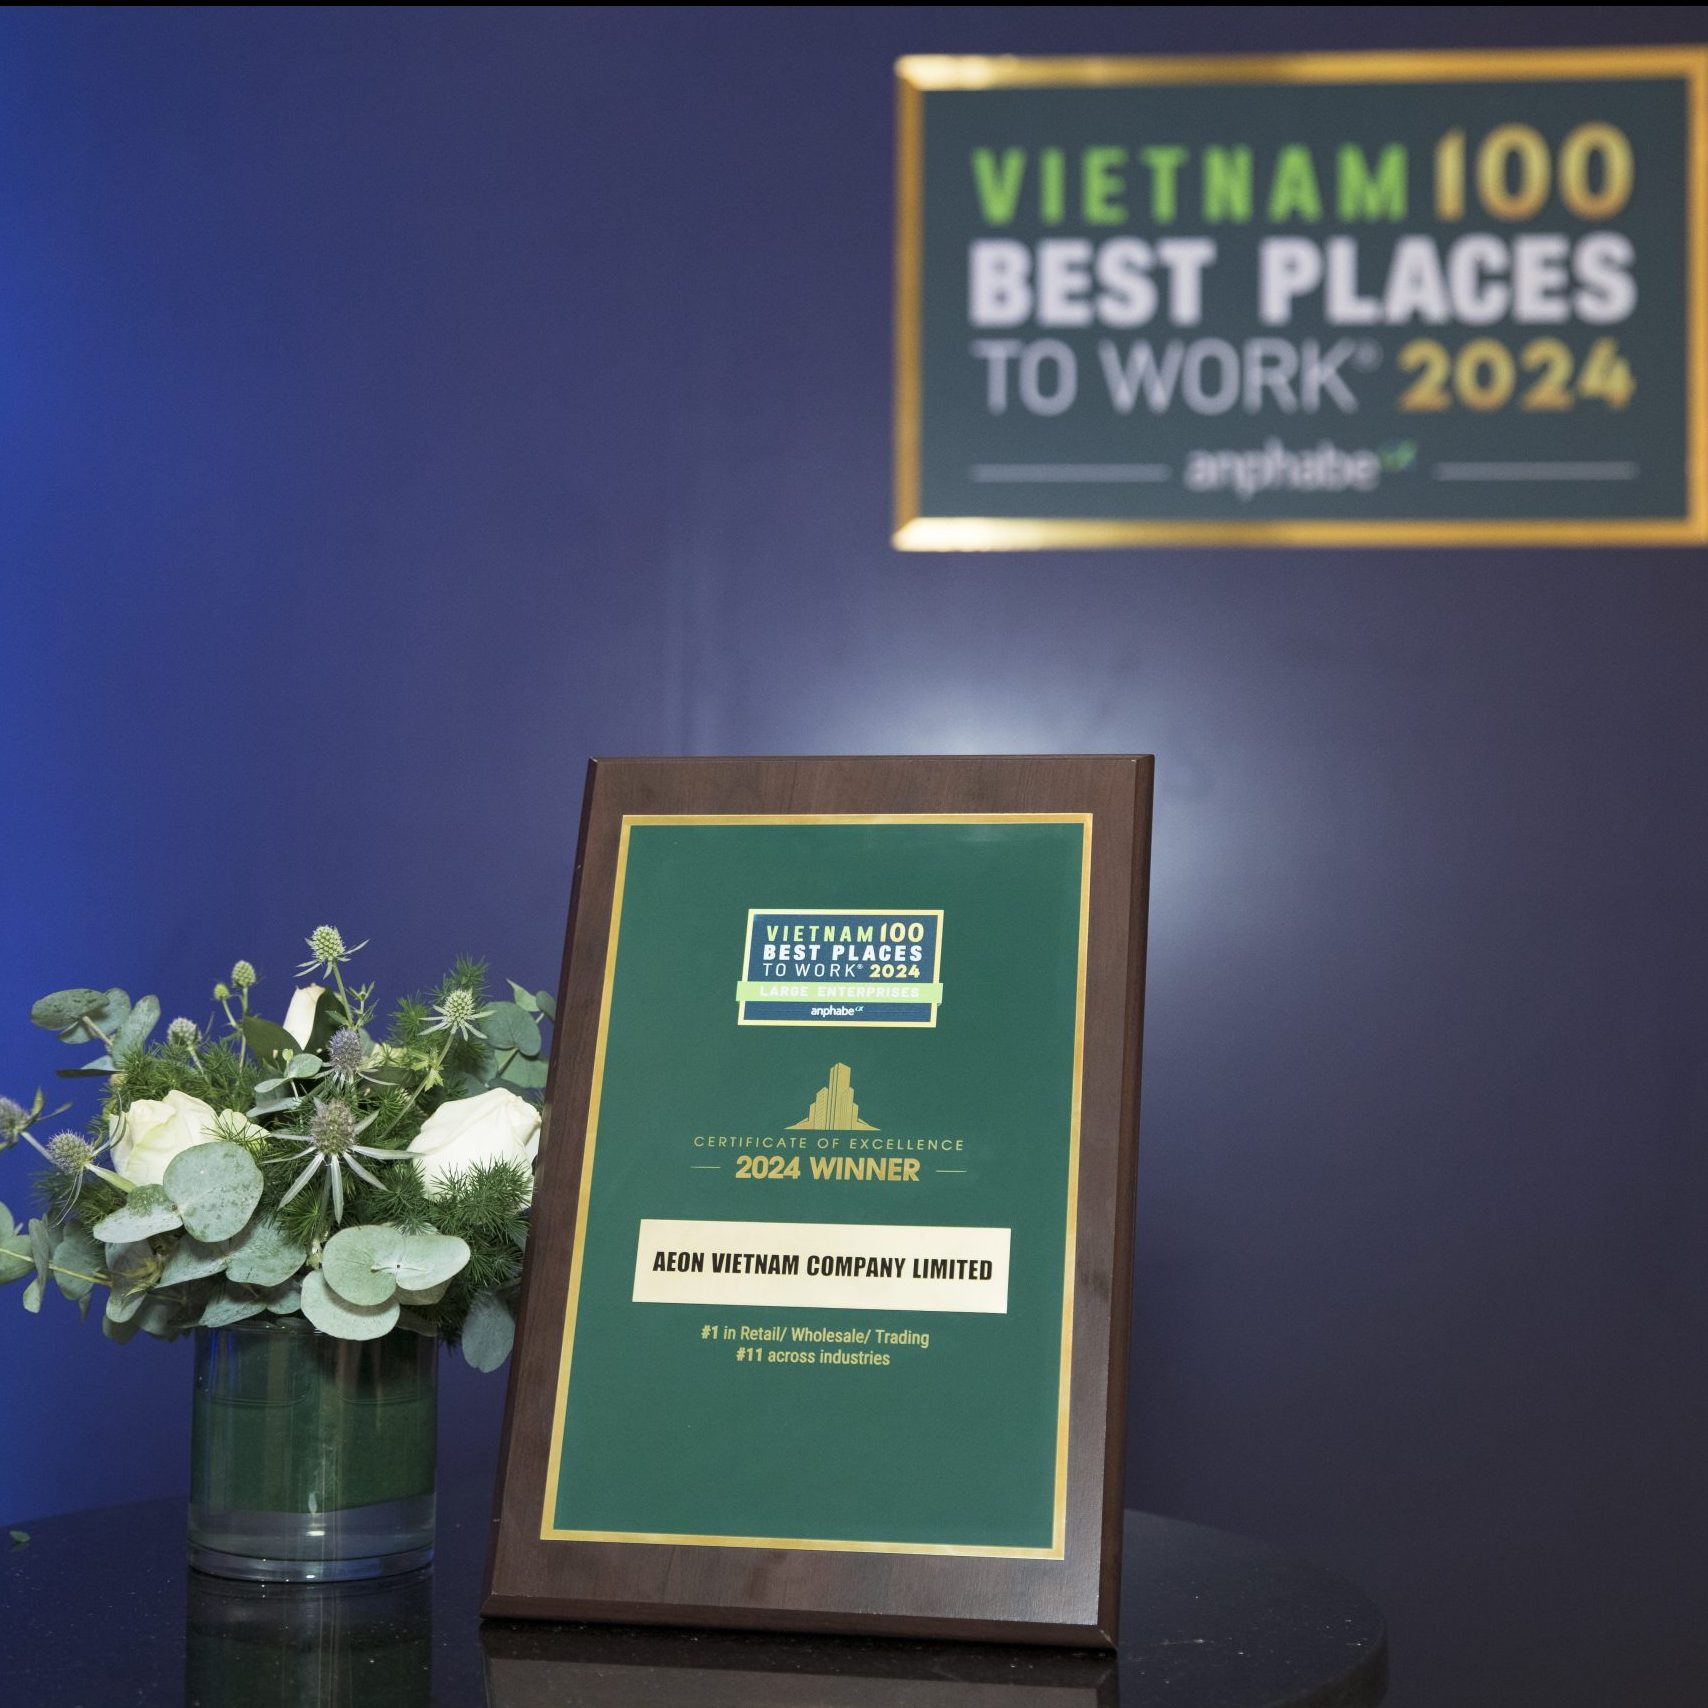 VIETNAM 100
BEST PLACES
TO WORK® 2024
anphabe
VIETNAM 100
BEST PLACES
TO WORK® 2024
LARGE ENTERPRISES
anphabe
CERTIFICATE OF EXCELLENCE
2024 WINNER
AEON VIETNAM COMPANY LIMITED
#1 in Retail/ Wholesale/ Trading
#11 across industries